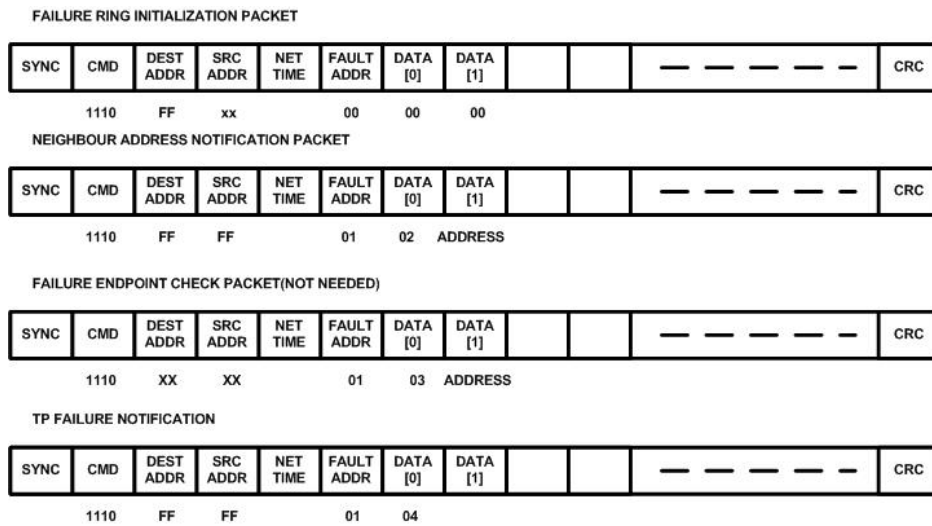 FAILURE RING INITIALIZATION PACKET
SYNC CMD DEST ADDR SRC ADDR NET TIME FAULT ADDR DATA [0] DATA [1] CRC
1110 FF xx 00 00 00
NEIGHBOUR ADDRESS NOTIFICATION PACKET
SYNC CMD DEST ADDR SRC ADDR NET TIME FAULT ADDR DATA [0] DATA [1] CRC
1110 FF FF 01 02 ADDRESS
FAILURE ENDPOINT CHECK PACKET(NOT NEEDED)
SYNC CMD DEST ADDR SRC ADDR NET TIME FAULT ADDR DATA [0] DATA [1] CRC
1110 XX XX 01 03 ADDRESS
TP FAILURE NOTIFICATION
SYNC CMD DEST ADDR SRC ADDR NET TIME FAULT ADDR DATA [0] DATA [1] CRC
1110 FF FF 01 04